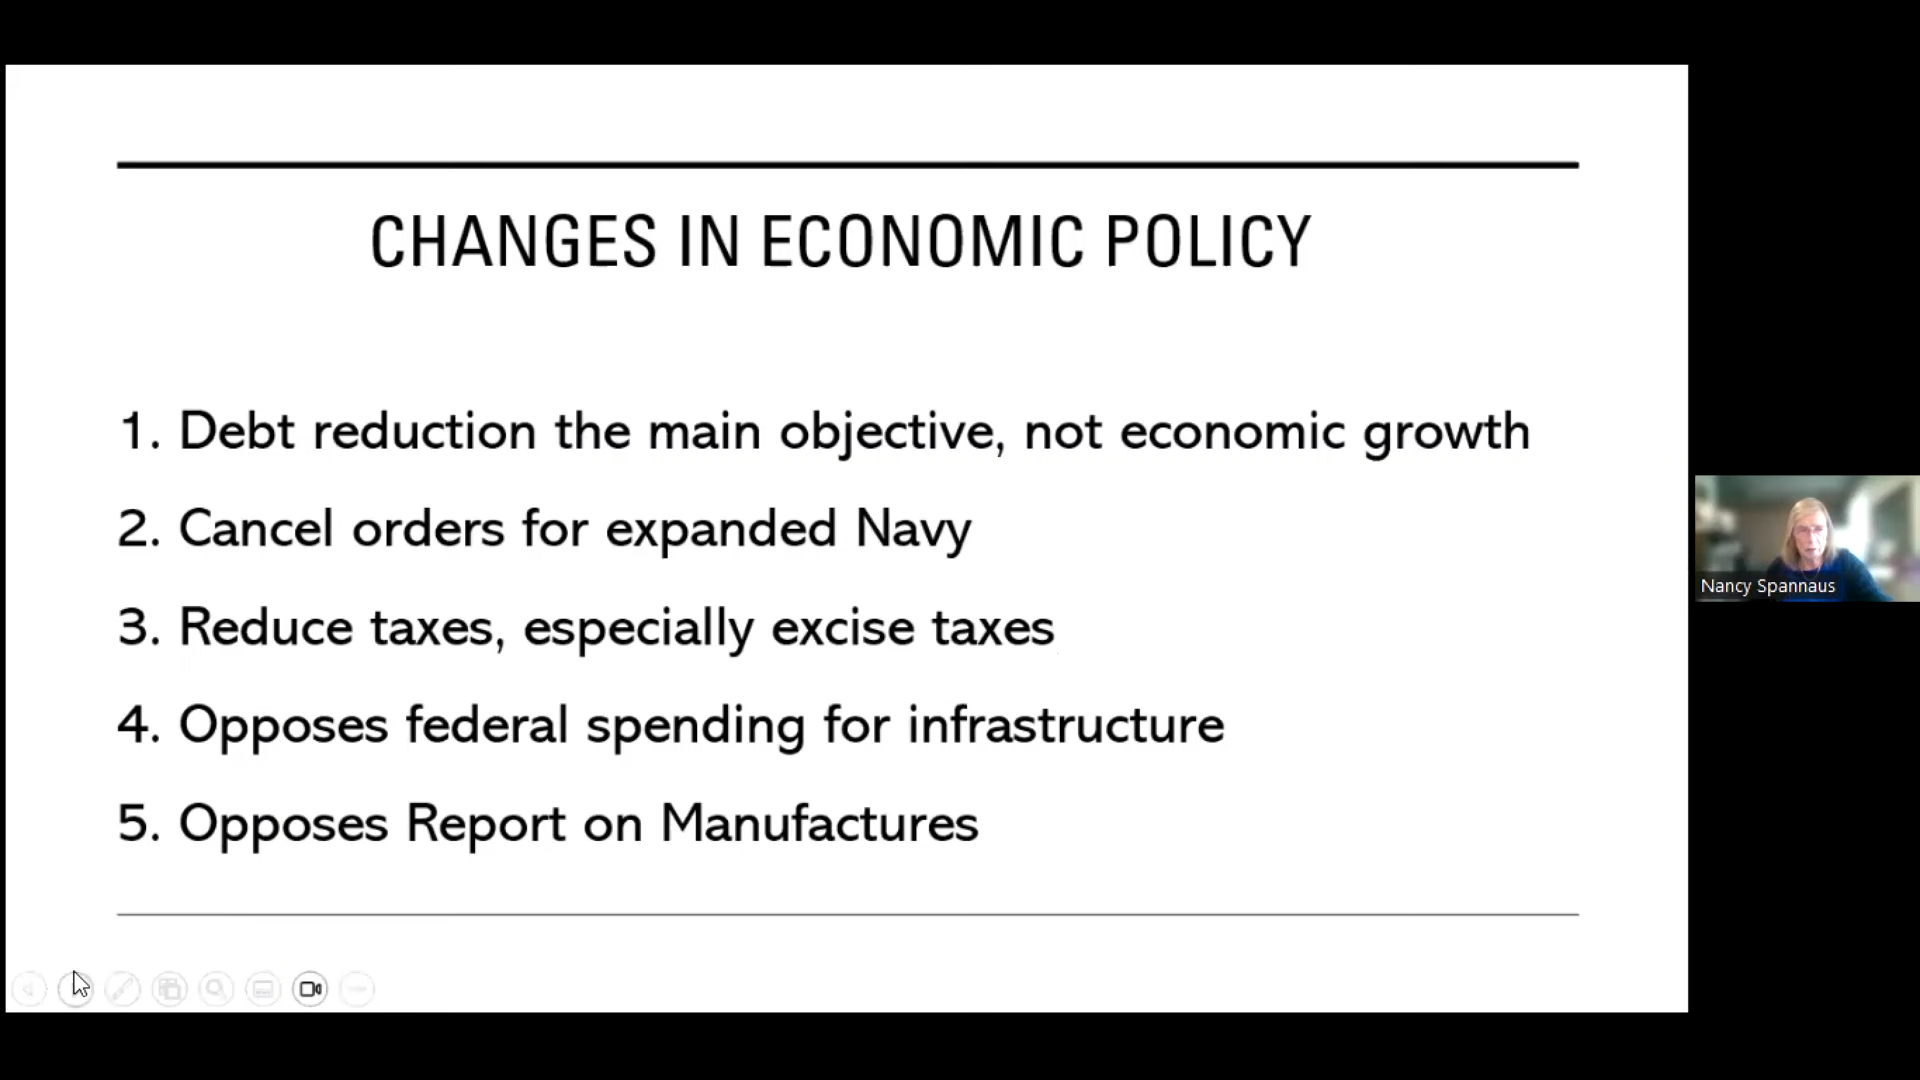 CHANGES IN ECONOMIC POLICY
1. Debt reduction the main objective, not economic growth
2. Cancel orders for expanded Navy
3. Reduce taxes, especially excise taxes
4. Opposes federal spending for infrastructure
5. Opposes Report on Manufactures
Nancy Spannaus